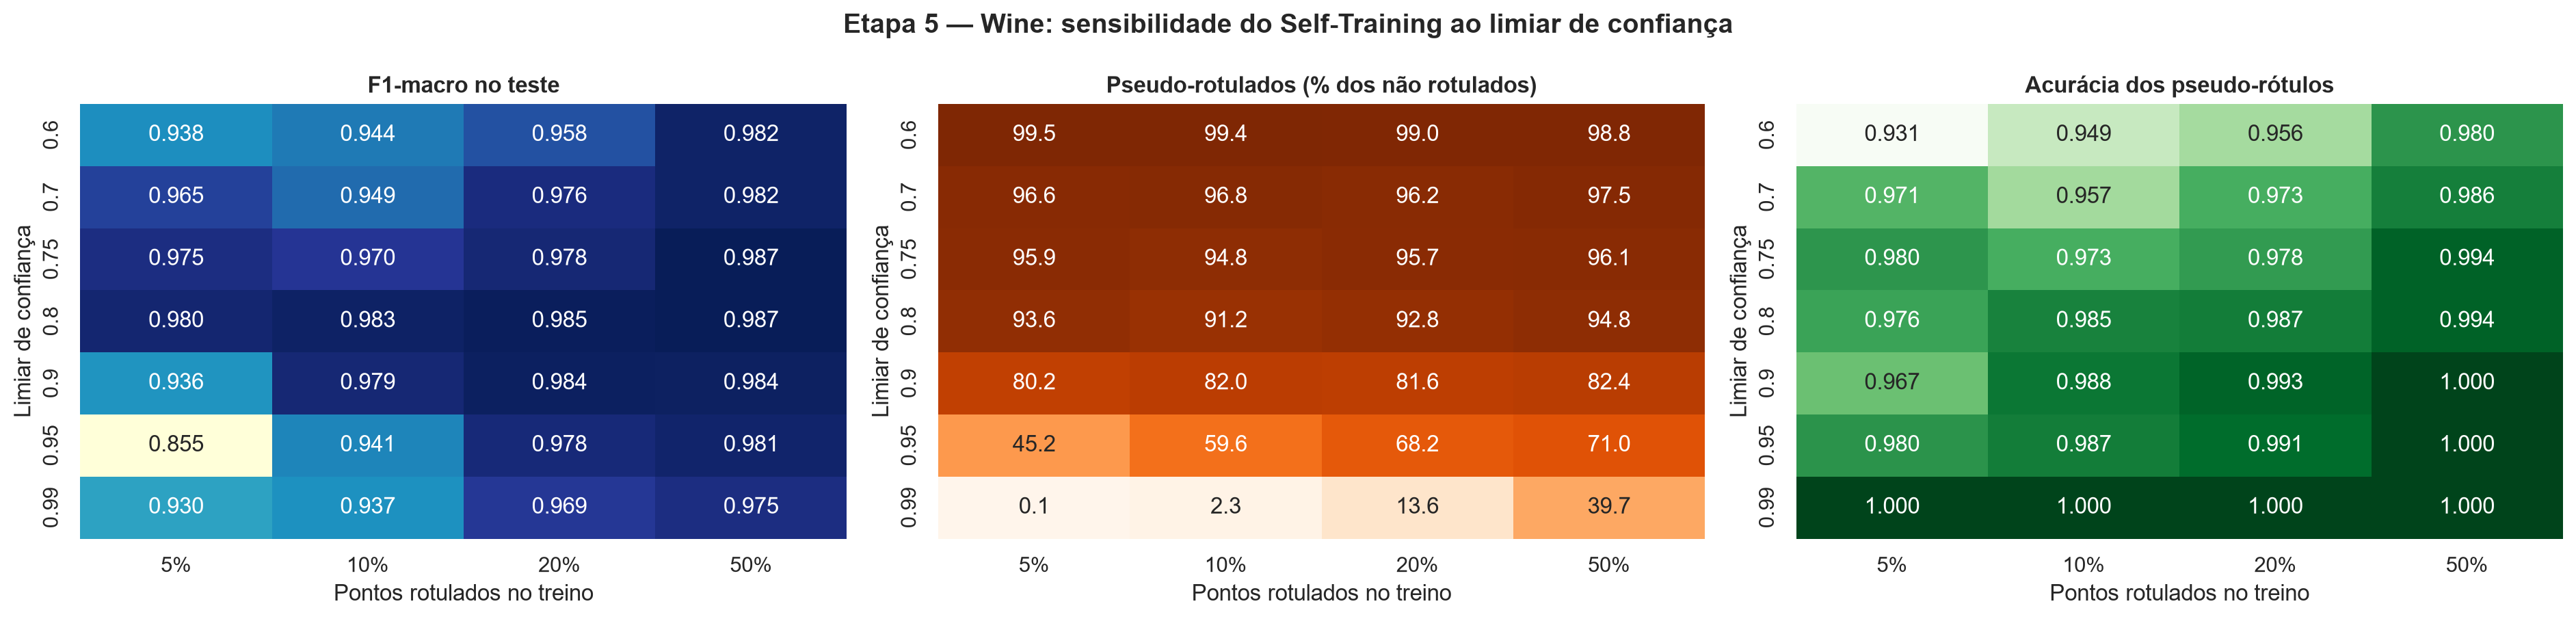 Etapa 5 — Wine: sensibilidade do Self-Training ao limiar de confiança
F1-macro no teste
Limiar de confiança
0.6 0.938 0.944 0.958 0.982
0.7 0.965 0.949 0.976 0.982
0.75 0.975 0.970 0.978 0.987
0.8 0.980 0.983 0.985 0.987
0.9 0.936 0.979 0.984 0.984
0.95 0.855 0.941 0.978 0.981
0.99 0.930 0.937 0.969 0.975
5% 10% 20% 50%
Pontos rotulados no treino
Pseudo-rotulados (% dos não rotulados)
Limiar de confiança
0.6 99.5 99.4 99.0 98.8
0.7 96.6 96.8 96.2 97.5
0.75 95.9 94.8 95.7 96.1
0.8 93.6 91.2 92.8 94.8
0.9 80.2 82.0 81.6 82.4
0.95 45.2 59.6 68.2 71.0
0.99 0.1 2.3 13.6 39.7
5% 10% 20% 50%
Pontos rotulados no treino
Acurácia dos pseudo-rótulos
Limiar de confiança
0.6 0.931 0.949 0.956 0.980
0.7 0.971 0.957 0.973 0.986
0.75 0.980 0.973 0.978 0.994
0.8 0.976 0.985 0.987 0.994
0.9 0.967 0.988 0.993 1.000
0.95 0.980 0.987 0.991 1.000
0.99 1.000 1.000 1.000 1.000
5% 10% 20% 50%
Pontos rotulados no treino